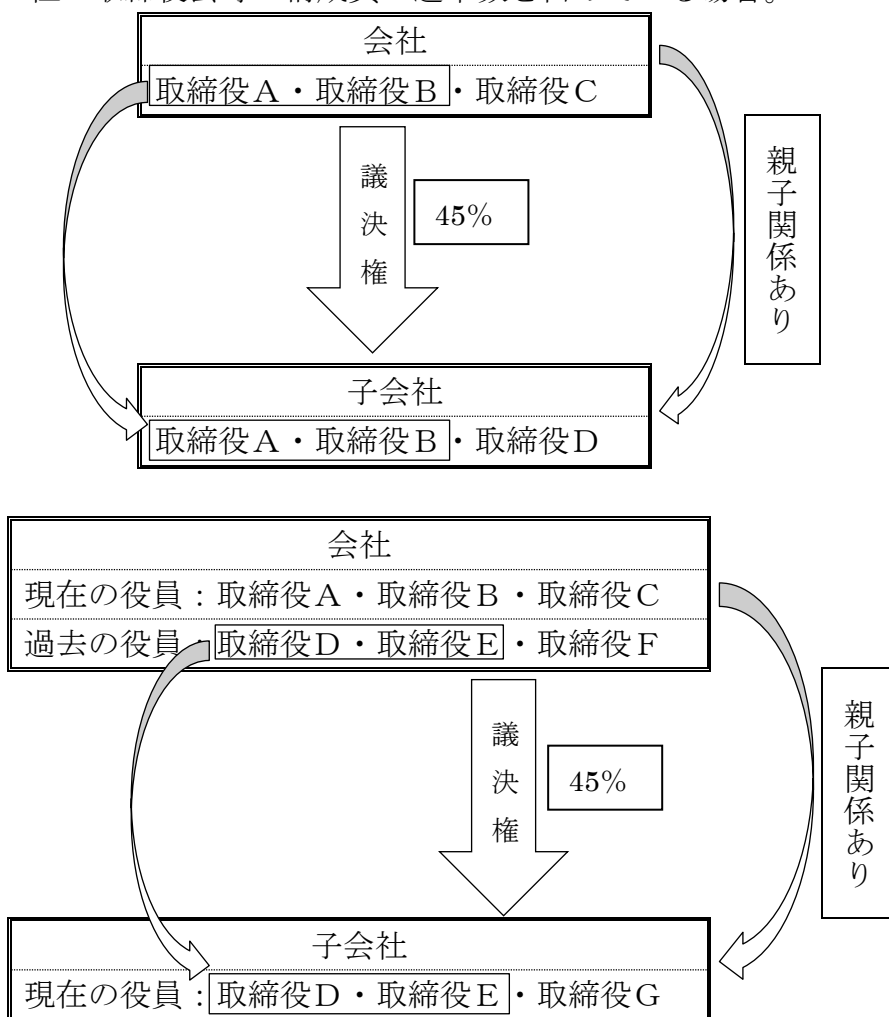 会社
取締役A・取締役B・取締役C
議決権
45%
親子関係あり
子会社
取締役A・取締役B・取締役D
会社
現在の役員:取締役A・取締役B・取締役C
過去の役員:取締役D・取締役E・取締役F
議決権
45%
親子関係あり
子会社
現在の役員:取締役D・取締役E・取締役G